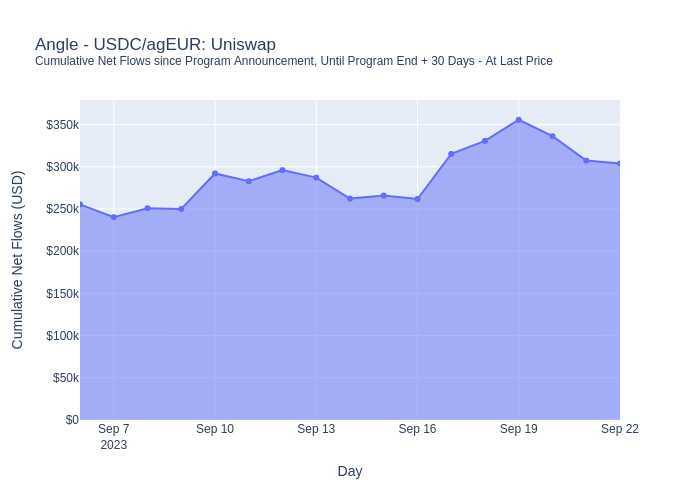 Angle - USDC/agEUR: Uniswap
Cumulative Net Flows since Program Announcement, Until Program End + 30 Days - At Last Price
Cumulative Net Flows (USD)
$350k
$300k
$250k
$200k
$150k
$100k
$50k
$0
Sep 7 Sep 10 Sep 13 Sep 16 Sep 19 Sep 22
2023
Day